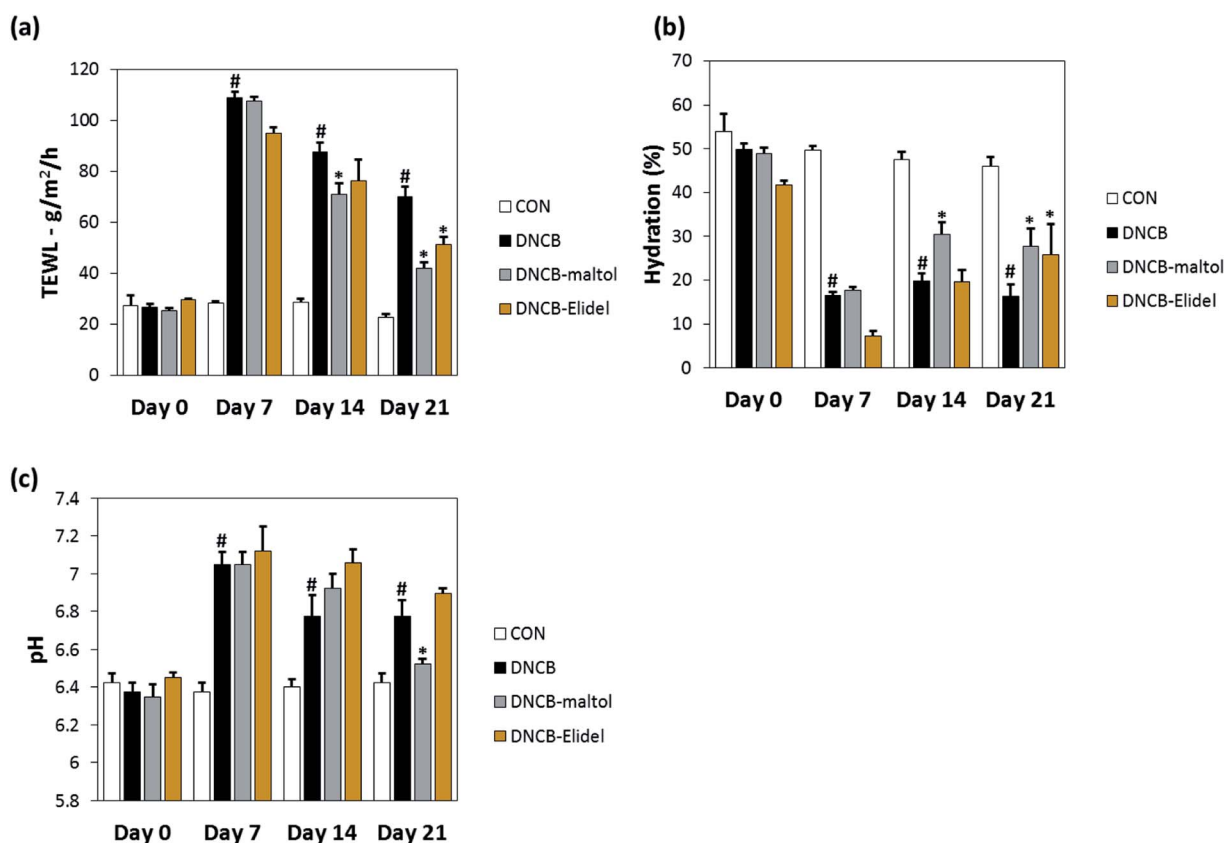 (a)
TEWL - g/m²/h
120
100
80
60
40
20
0
#
#
*
#
*
*
Day 0 Day 7 Day 14 Day 21
CON
DNCB
DNCB-maltol
DNCB-Elidel
(b)
Hydration (%)
70
60
50
40
30
20
10
0
#
#
*
#
*
*
Day 0 Day 7 Day 14 Day 21
CON
DNCB
DNCB-maltol
DNCB-Elidel
(c)
pH
7.4
7.2
7
6.8
6.6
6.4
6.2
6
5.8
#
#
#
*
Day 0 Day 7 Day 14 Day 21
CON
DNCB
DNCB-maltol
DNCB-Elidel